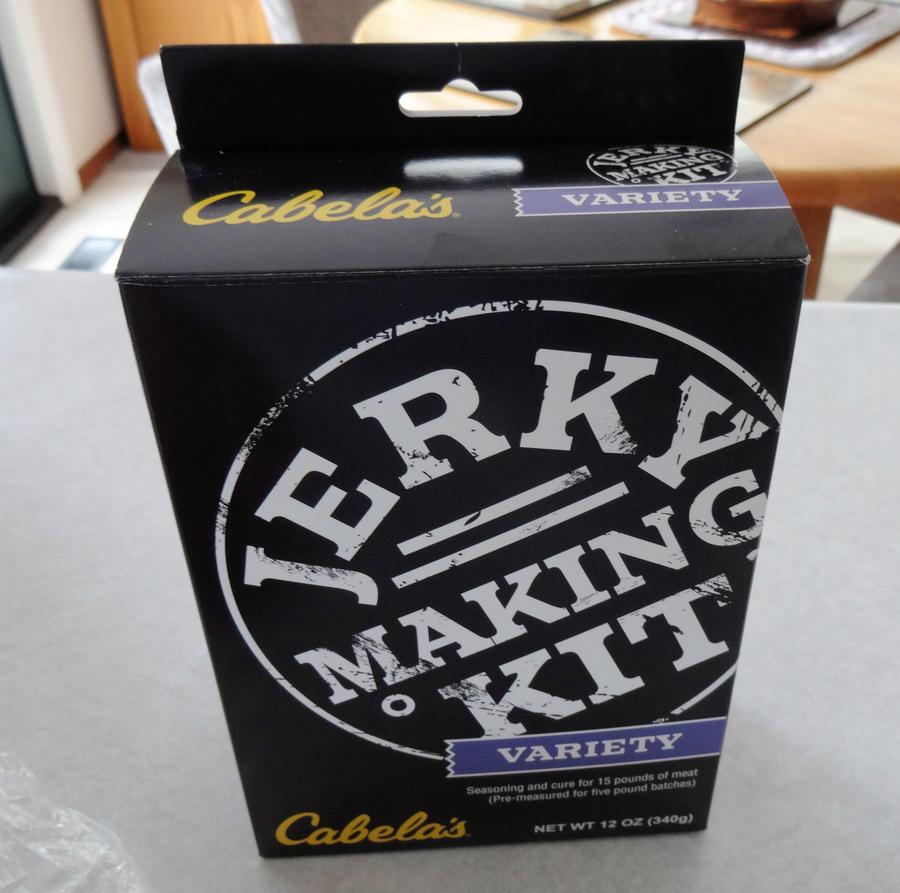 JERKY
MAKING
KIT
Cabela's
VARIETY
JERKY
MAKING
KIT
VARIETY
Seasoning and cure for 15 pounds of meat
(Pre-measured for five pound batches)
Cabela's
NET WT 12 OZ (340g)